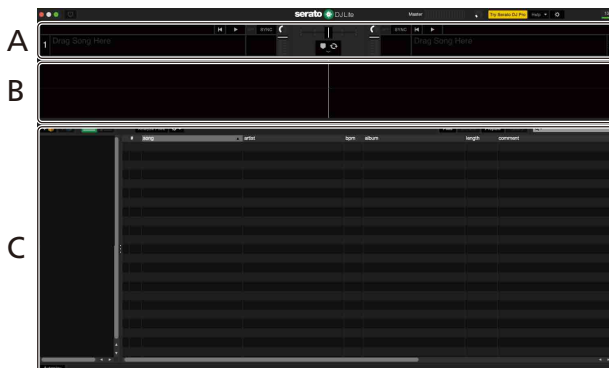 serato DJ Lite Master Try Serato DJ Pro Help
A
SYNC SYNC
1 Drag Song Here Drag Song Here
B
C
# song artist bpm album length comment